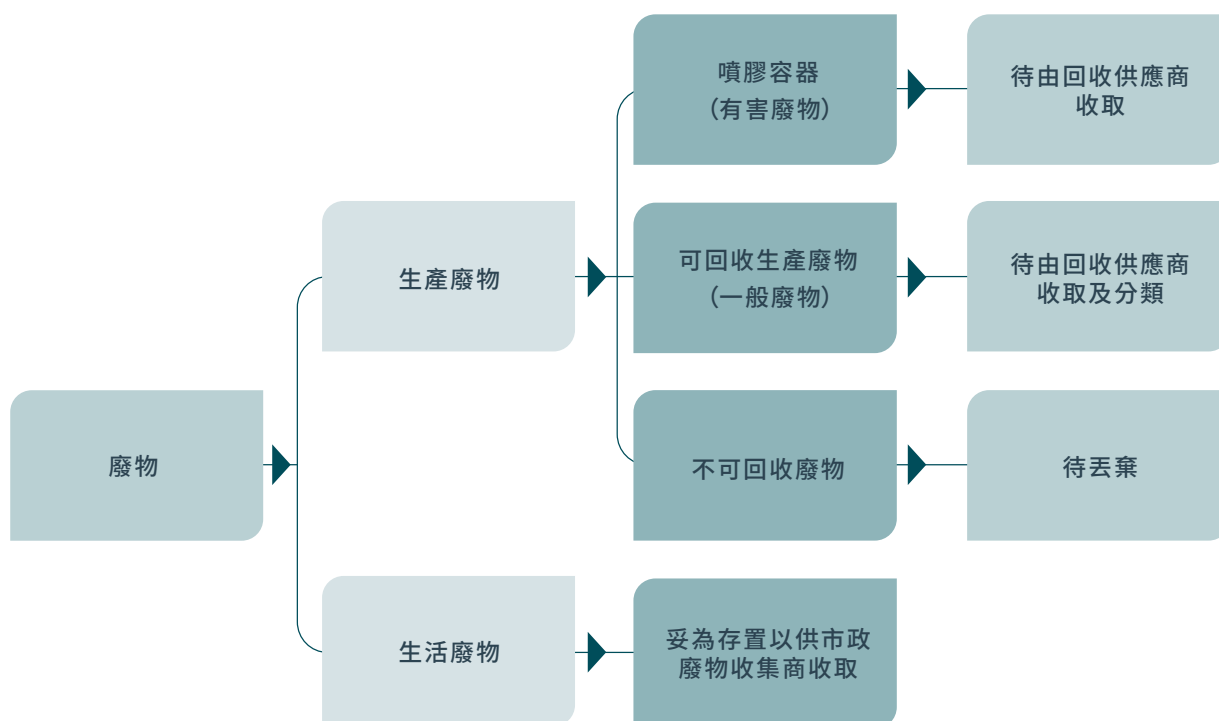 噴膠容器
(有害廢物)
待由回收供應商
收取
生產廢物
可回收生產廢物
(一般廢物)
待由回收供應商
收取及分類
廢物
不可回收廢物
待丟棄
生活廢物
妥為存置以供市政
廢物收集商收取